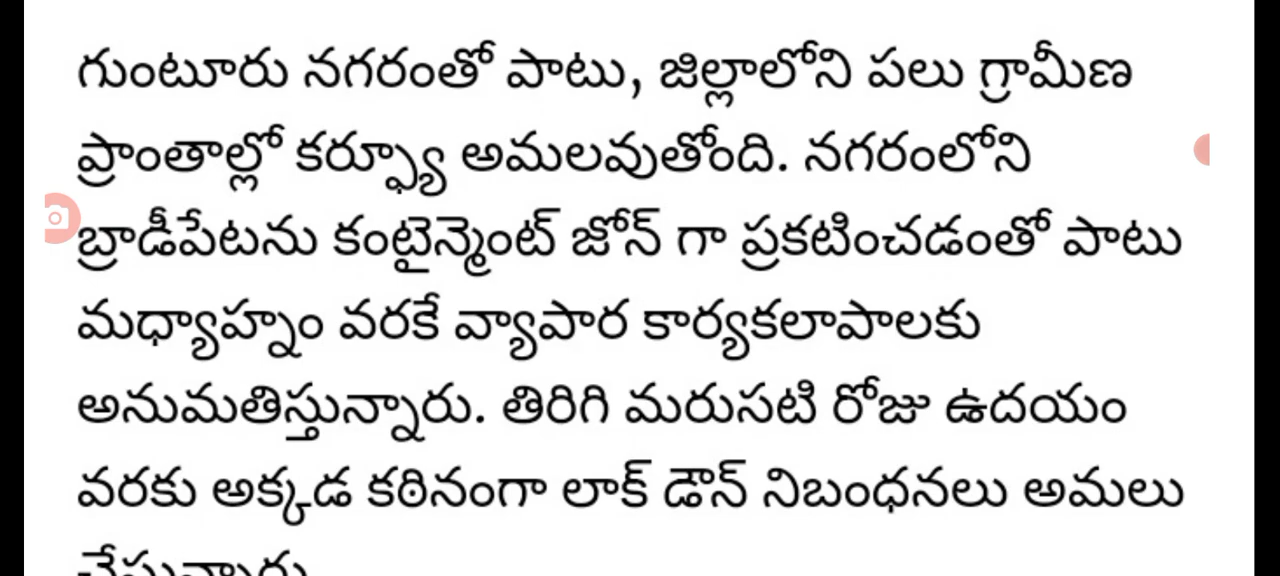 గుంటూరు నగరంతో పాటు, జిల్లాలోని పలు గ్రామీణ
ప్రాంతాల్లో కర్ఫ్యూ అమలవుతోంది. నగరంలోని
బ్రాడీపేటను కంటైన్మెంట్ జోన్ గా ప్రకటించడంతో పాటు
మధ్యాహ్నం వరకే వ్యాపార కార్యకలాపాలకు
అనుమతిస్తున్నారు. తిరిగి మరుసటి రోజు ఉదయం
వరకు అక్కడ కఠినంగా లాక్ డౌన్ నిబంధనలు అమలు